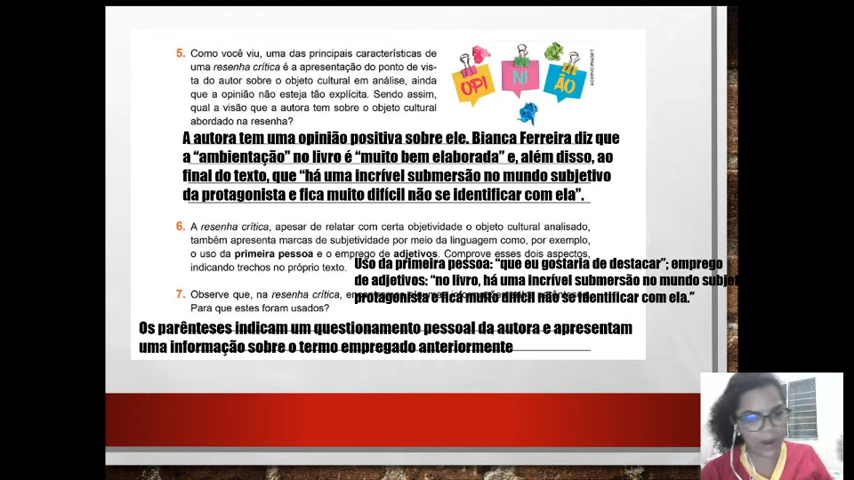 5. Como você viu, uma das principais características de
uma resenha crítica é a apresentação do ponto de vis-
ta do autor sobre o objeto cultural em análise, ainda
que a opinião não esteja tão explícita. Sendo assim,
qual a visão que a autora tem sobre o objeto cultural
abordado na resenha?
OPI
NI
ÃO
ACERVO PIAGET
A autora tem uma opinião positiva sobre ele. Bianca Ferreira diz que
a “ambientação” no livro é “muito bem elaborada” e, além disso, ao
final do texto, que “há uma incrível submersão no mundo subjetivo
da protagonista e fica muito difícil não se identificar com ela”.
6. A resenha crítica, apesar de relatar com certa objetividade o objeto cultural analisado,
também apresenta marcas de subjetividade por meio da linguagem como, por exemplo,
o uso da primeira pessoa e o emprego de adjetivos. Comprove esses dois aspectos,
indicando trechos no próprio texto.
Uso da primeira pessoa: “que eu gostaria de destacar”; emprego
de adjetivos: “no livro, há uma incrível submersão no mundo subjet
protagonista e fica muito difícil não se identificar com ela.”
7. Observe que, na resenha crítica,
Para que estes foram usados?
Os parênteses indicam um questionamento pessoal da autora e apresentam
uma informação sobre o termo empregado anteriormente